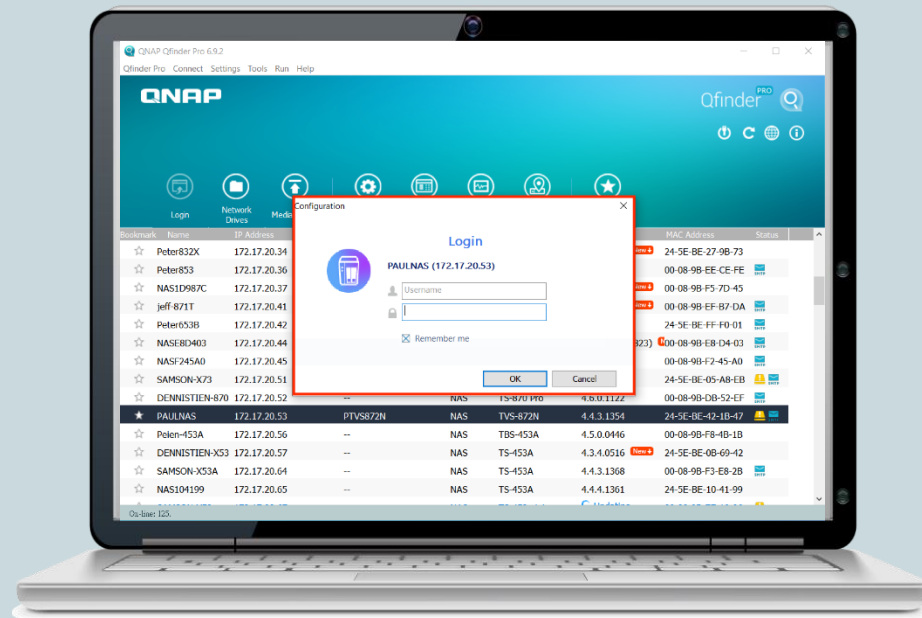 QNAP Qfinder Pro 6.9.2
Qfinder Pro Connect Settings Tools Run Help
QNAP
Qfinder PRO
Login
Network Drives
Media
Configuration
Login
PAULNAS (172.17.20.53)
Username
Remember me
OK Cancel
Bookmark Name IP Address MAC Address Status
Peter832X 172.17.20.34 New 24-5E-BE-27-9B-73
Peter853 172.17.20.36 00-08-9B-EE-CE-FE
NAS1D987C 172.17.20.37 New 00-08-9B-F5-7D-45
jeff-871T 172.17.20.41 New 00-08-9B-EF-B7-DA
Peter653B 172.17.20.42 24-5E-BE-FF-F0-01
NASE8D403 172.17.20.44 323) 00-08-9B-E8-D4-03
NASF245A0 172.17.20.45 00-08-9B-F2-45-A0
SAMSON-X73 172.17.20.51 24-5E-BE-05-A8-EB
DENNISTIEN-870 172.17.20.52 -- NAS TS-870 Pro 4.6.0.1122 00-08-9B-DB-52-EF
PAULNAS 172.17.20.53 PTVS872N NAS TVS-872N 4.4.3.1354 24-5E-BE-42-1B-47
Peien-453A 172.17.20.56 -- NAS TBS-453A 4.5.0.0446 00-08-9B-F8-4B-1B
DENNISTIEN-X53 172.17.20.57 -- NAS TS-453A 4.3.4.0516 New 24-5E-BE-0B-69-42
SAMSON-X53A 172.17.20.64 -- NAS TS-453A 4.4.3.1368 00-08-9B-F3-E8-2B
NAS104199 172.17.20.65 -- NAS TS-453A 4.4.4.1361 24-5E-BE-10-41-99
On-line: 125.